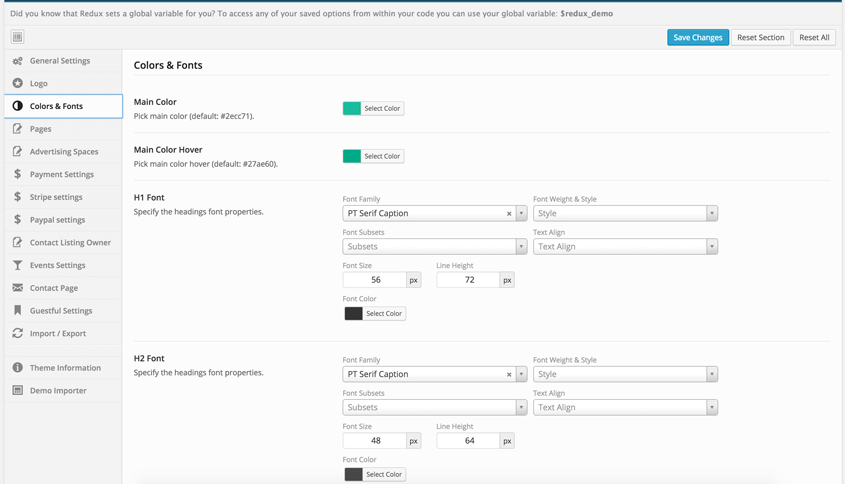 Did you know that Redux sets a global variable for you? To access any of your saved options from within your code you can use your global variable: $redux_demo
Save Changes
Reset Section
Reset All
General Settings
Logo
Colors & Fonts
Pages
Advertising Spaces
Payment Settings
Stripe settings
Paypal settings
Contact Listing Owner
Events Settings
Contact Page
Guestful Settings
Import / Export
Theme Information
Demo Importer
Colors & Fonts
Main Color
Pick main color (default: #2ecc71).
Select Color
Main Color Hover
Pick main color hover (default: #27ae60).
Select Color
H1 Font
Specify the headings font properties.
Font Family
Font Weight & Style
PT Serif Caption
Style
Font Subsets
Text Align
Subsets
Text Align
Font Size
Line Height
56 px
72 px
Font Color
Select Color
H2 Font
Specify the headings font properties.
Font Family
Font Weight & Style
PT Serif Caption
Style
Font Subsets
Text Align
Subsets
Text Align
Font Size
Line Height
48 px
64 px
Font Color
Select Color